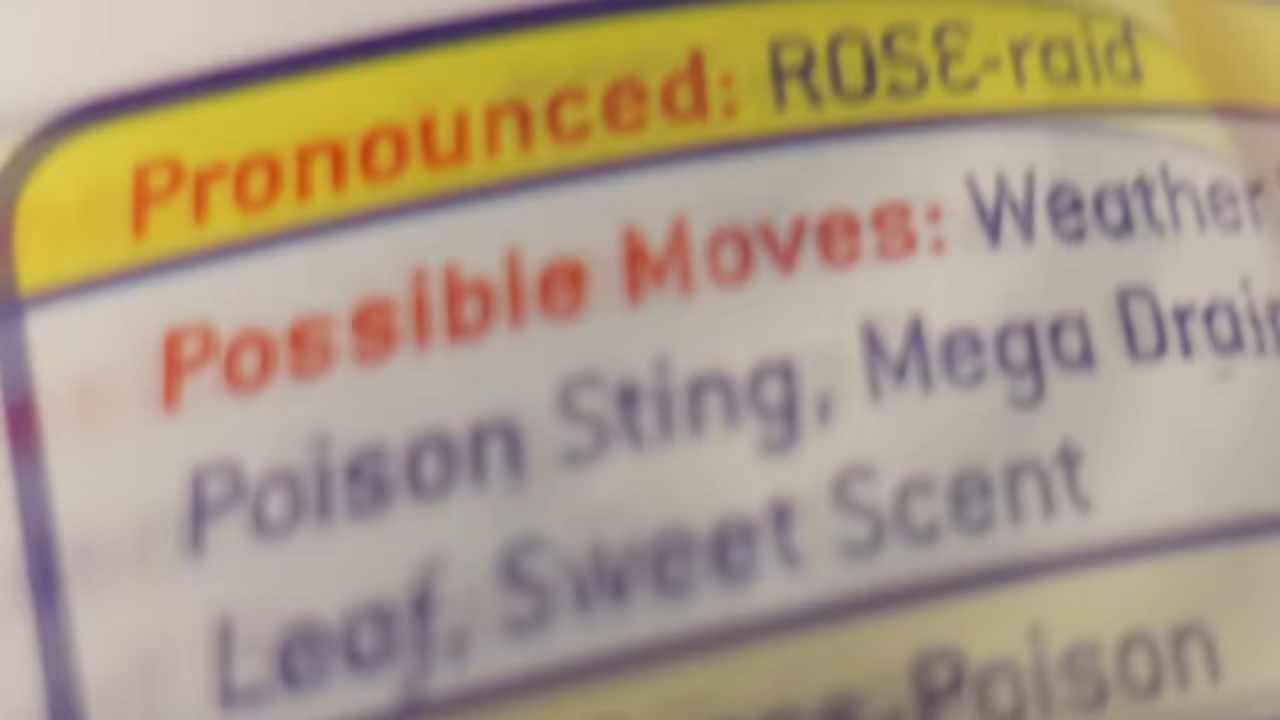 Pronounced: ROSE-raid
Possible Moves: Weather
Poison Sting, Mega Drain
Leaf, Sweet Scent
Poison